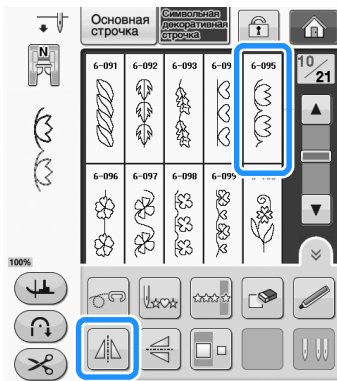 Основная
строчка
Символьная
декоративная
строчка
N
6-091
6-092
6-093
6-09
6-095
10/21
6-096
6-097
6-098
6-099
100%